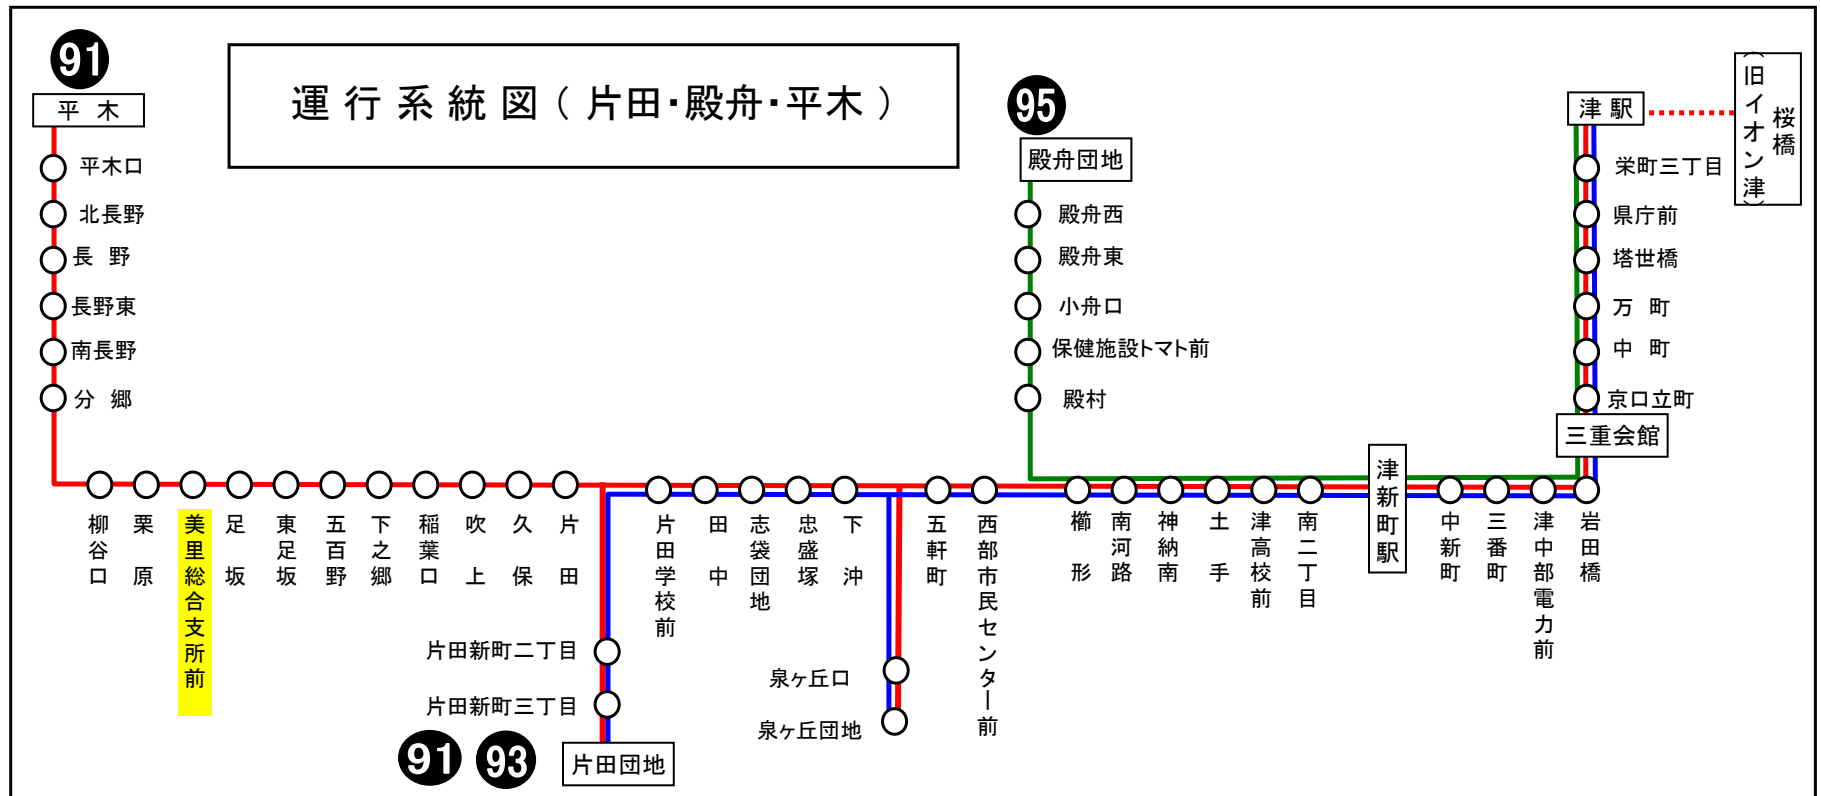 91
平木
運行系統図（片田・殿舟・平木）
95
殿舟団地
津駅
桜橋
（旧イオン津）
平木口
北長野
長野
長野東
南長野
分郷
殿舟西
殿舟東
小舟口
保健施設トマト前
殿村
栄町三丁目
県庁前
塔世橋
万町
中町
京口立町
三重会館
柳谷口
栗原
美里総合支所前
足坂
東足坂
五百野
下之郷
稲葉口
吹上
久保
片田
片田学校前
田中
志袋団地
忠盛塚
下沖
五軒町
西部市民センター前
櫛形
南河路
神納南
土手
津高校前
南二丁目
津新町駅
中新町
三番町
津中部電力前
岩田橋
片田新町二丁目
片田新町三丁目
91
93
片田団地
泉ヶ丘口
泉ヶ丘団地